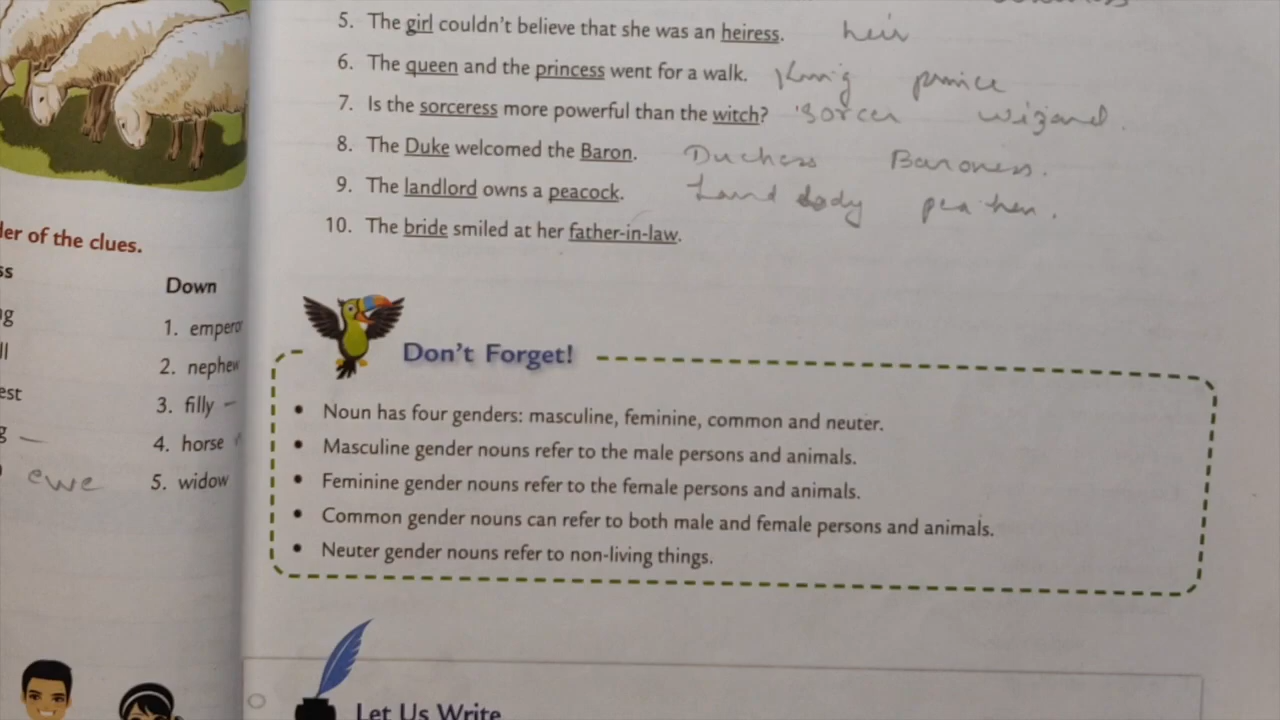 5. The girl couldn't believe that she was an heiress. heir
6. The queen and the princess went for a walk. King prince
7. Is the sorceress more powerful than the witch? sorcer wizard.
8. The Duke welcomed the Baron. Duchess Baroness.
9. The landlord owns a peacock. Land lady pea hen.
10. The bride smiled at her father-in-law.
der of the clues.
ss
Down
ng
1. emperor
ll
2. nephew
est
3. filly –
g –
4. horse
ewe
5. widow
Don't Forget!
• Noun has four genders: masculine, feminine, common and neuter.
• Masculine gender nouns refer to the male persons and animals.
• Feminine gender nouns refer to the female persons and animals.
• Common gender nouns can refer to both male and female persons and animals.
• Neuter gender nouns refer to non-living things.
Let Us Write